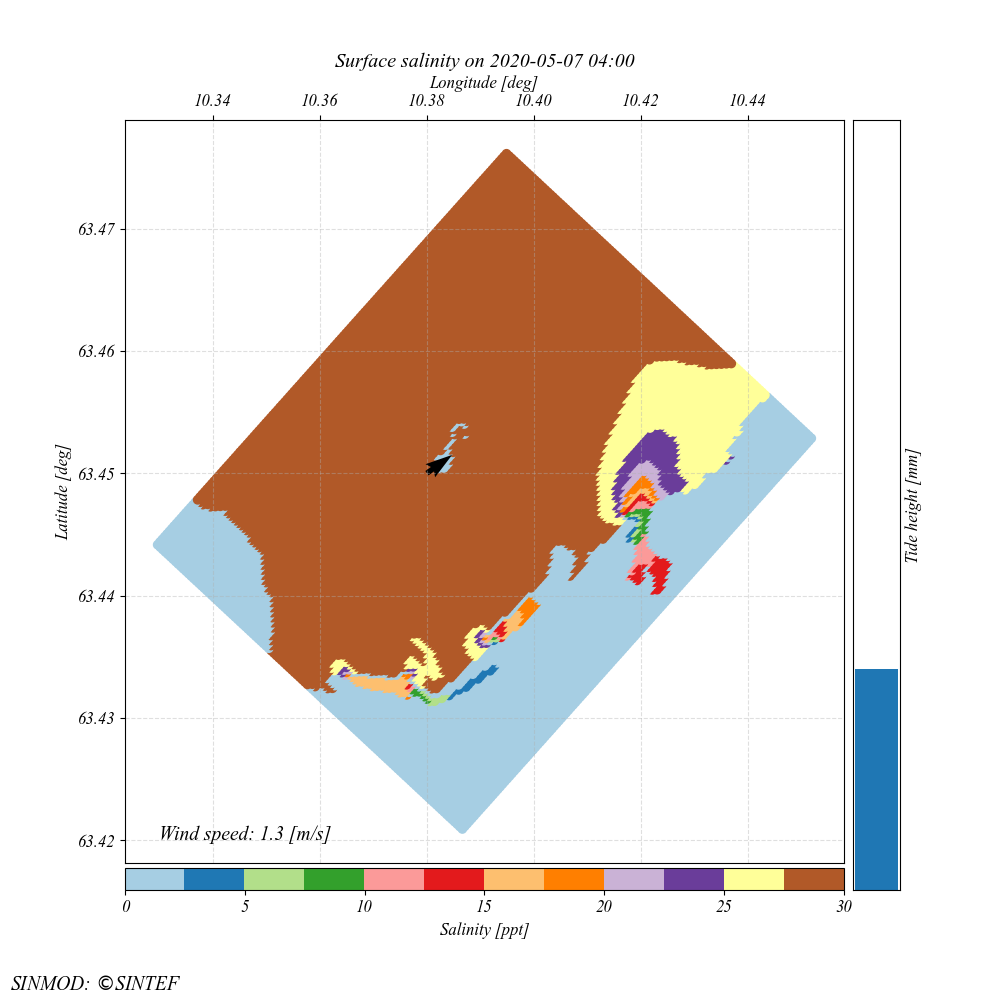 Surface salinity on 2020-05-07 04:00
Longitude [deg]
10.34 10.36 10.38 10.40 10.42 10.44
63.47
63.46
63.45
63.44
63.43
63.42
Latitude [deg]
Tide height [mm]
Wind speed: 1.3 [m/s]
0 5 10 15 20 25 30
Salinity [ppt]
SINMOD: ©SINTEF